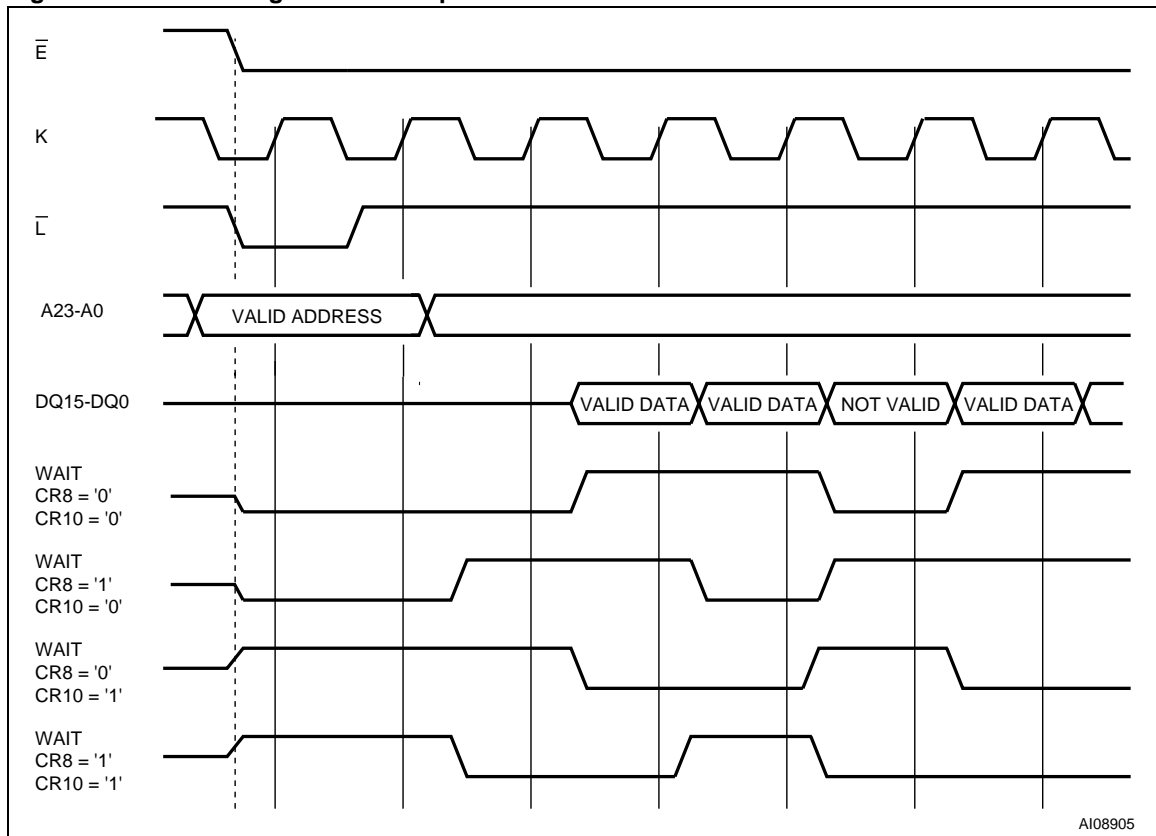 E
K
L
A23-A0
VALID ADDRESS
DQ15-DQ0
VALID DATA VALID DATA NOT VALID VALID DATA
WAIT
CR8 = '0'
CR10 = '0'
WAIT
CR8 = '1'
CR10 = '0'
WAIT
CR8 = '0'
CR10 = '1'
WAIT
CR8 = '1'
CR10 = '1'
AI08905